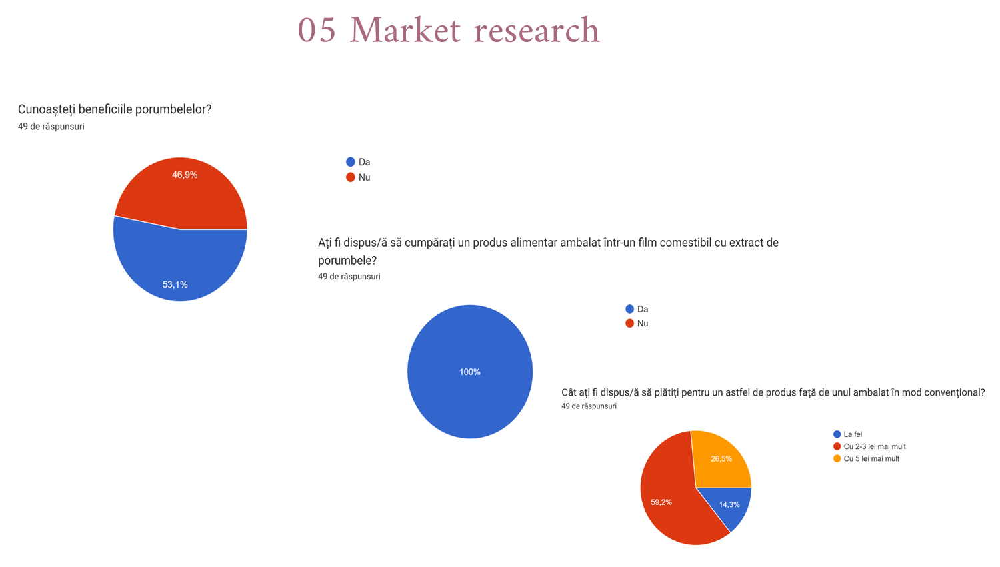 05 Market research
Cunoașteți beneficiile porumbelelor?
49 de răspunsuri
46,9%
53,1%
Da
Nu
Ați fi dispus/ă să cumpărați un produs alimentar ambalat într-un film comestibil cu extract de
porumbele?
49 de răspunsuri
100%
Da
Nu
Cât ați fi dispus/ă să plătiți pentru un astfel de produs față de unul ambalat în mod convențional?
49 de răspunsuri
26,5%
59,2%
14,3%
La fel
Cu 2-3 lei mai mult
Cu 5 lei mai mult